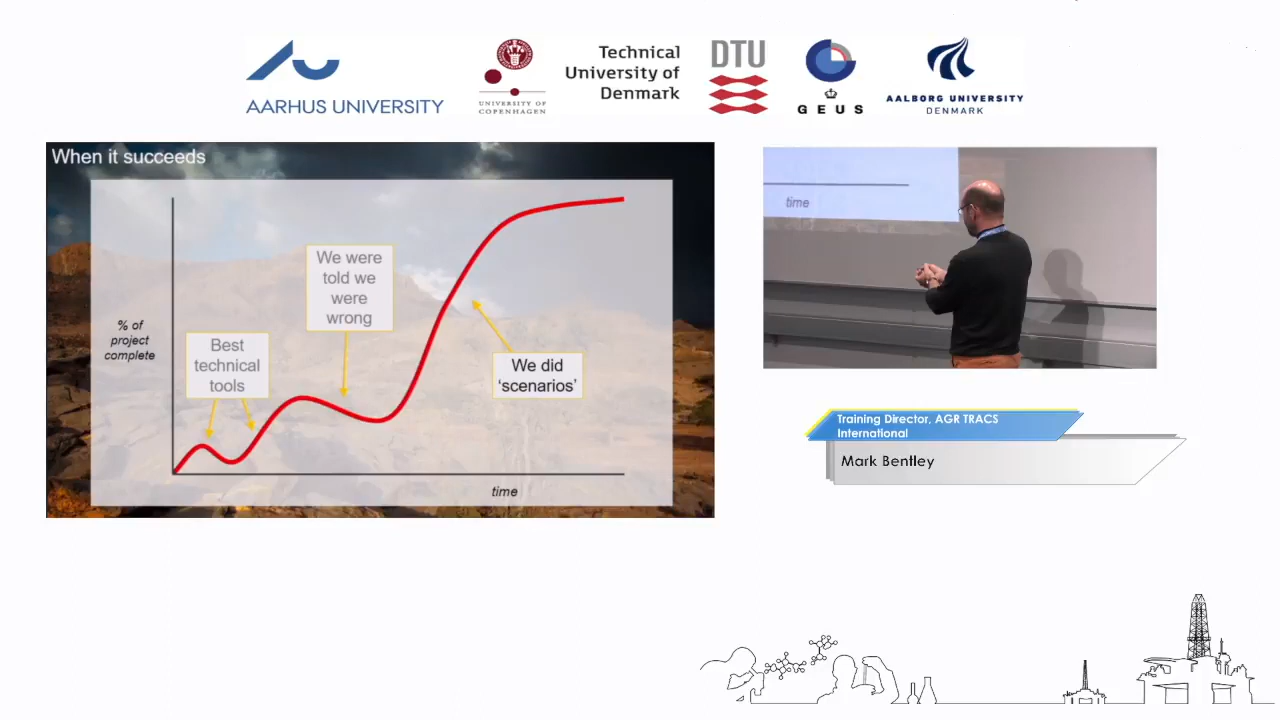 AARHUS UNIVERSITY
UNIVERSITY OF
COPENHAGEN
Technical
University of
Denmark
DTU
GEUS
AALBORG UNIVERSITY
DENMARK
When it succeeds
% of
project
complete
Best
technical
tools
We were
told we
were
wrong
We did
‘scenarios’
time
time
Training Director, AGR TRACS
International
Mark Bentley